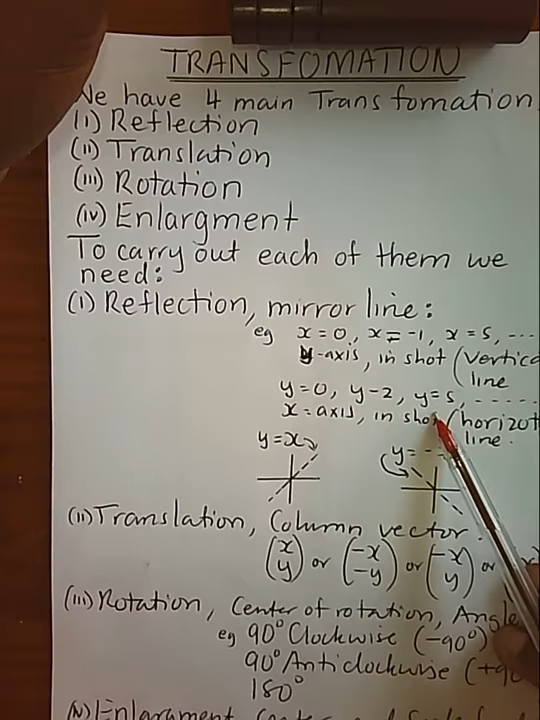 TRANSFOMATION
We have 4 main Transfomation
(i) Reflection
(ii) Translation
(iii) Rotation
(iv) Enlargment
To carry out each of them we
need:
(i) Reflection, mirror line:
eg x=0, x=-1, x=5, ...
y-axis, in shot (Vertica
line
y=0, y-2, y=5, ......
x=axis, in shot (horizot
line.
y=x
y=-
(ii) Translation, Column vector.
(x y) or (-x -y) or (-x y) or
(iii) Rotation, Center of rotation, Angle
eg 90° Clockwise (-90°)
90° Anticlockwise (+90
180°